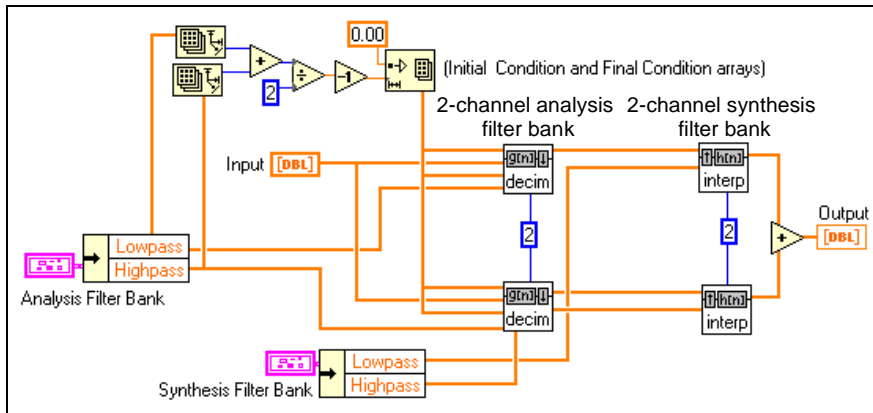 0.00
+
÷
-1
2
(Initial Condition and Final Condition arrays)
2-channel analysis
filter bank
2-channel synthesis
filter bank
Input
DBL
g[n]
decim
h[n]
interp
2
2
Output
DBL
+
Lowpass
Highpass
Analysis Filter Bank
g[n]
decim
h[n]
interp
Lowpass
Highpass
Synthesis Filter Bank